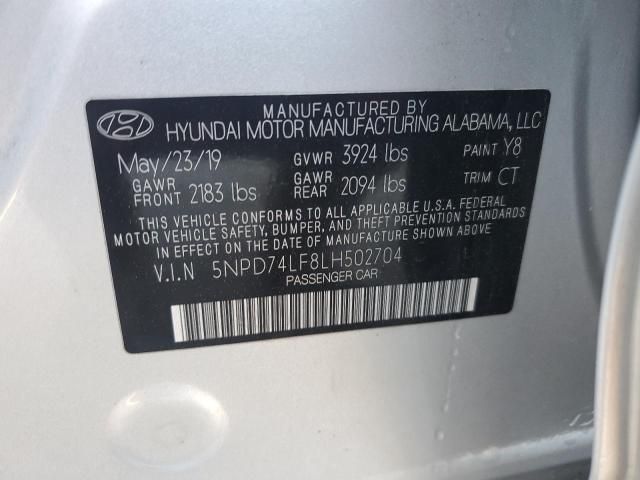 MANUFACTURED BY
HYUNDAI MOTOR MANUFACTURING ALABAMA, LLC
May/23/19 GVWR 3924 lbs PAINT Y8
GAWR FRONT 2183 lbs GAWR REAR 2094 lbs TRIM CT
THIS VEHICLE CONFORMS TO ALL APPLICABLE U.S.A. FEDERAL
MOTOR VEHICLE SAFETY, BUMPER, AND THEFT PREVENTION STANDARDS
IN EFFECT ON THE DATE OF MANUFACTURE SHOWN ABOVE.
V.I.N 5NPD74LF8LH502704
PASSENGER CAR